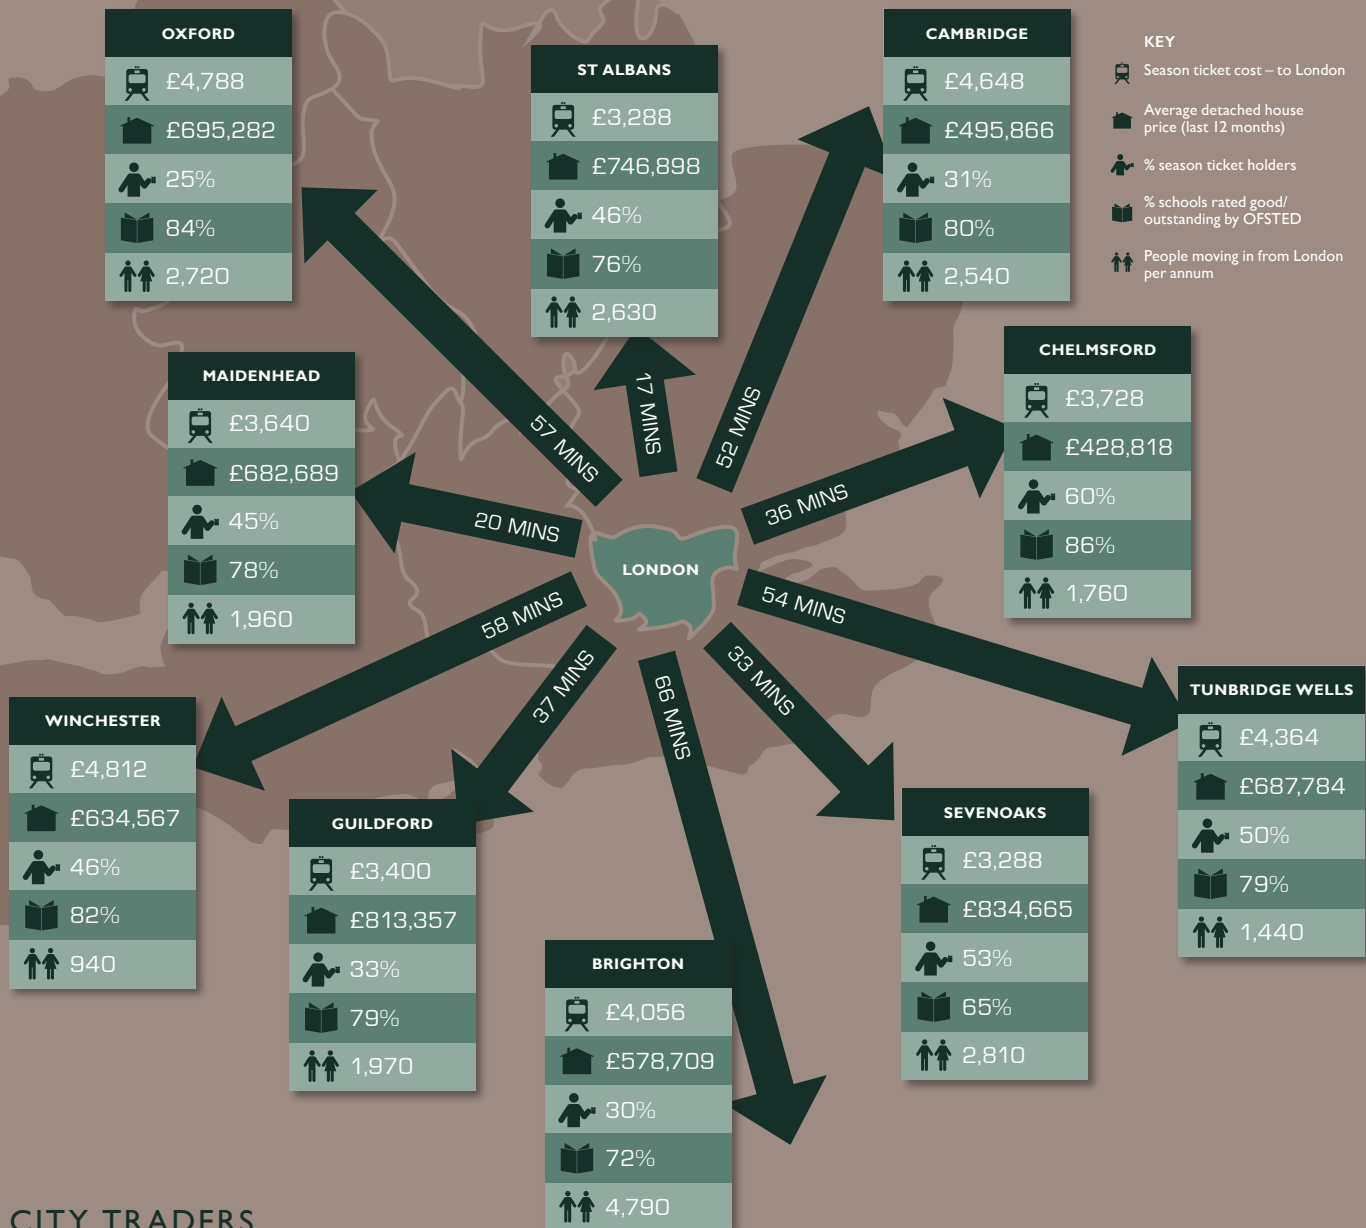 OXFORD
£4,788
£695,282
25%
84%
2,720
ST ALBANS
£3,288
£746,898
46%
76%
2,630
CAMBRIDGE
£4,648
£495,866
31%
80%
2,540
KEY
Season ticket cost – to London
Average detached house
price (last 12 months)
% season ticket holders
% schools rated good/
outstanding by OFSTED
People moving in from London
per annum
MAIDENHEAD
£3,640
£682,689
45%
78%
1,960
CHELMSFORD
£3,728
£428,818
60%
86%
1,760
57 MINS
17 MINS
52 MINS
20 MINS
36 MINS
LONDON
58 MINS
37 MINS
66 MINS
33 MINS
54 MINS
WINCHESTER
£4,812
£634,567
46%
82%
940
GUILDFORD
£3,400
£813,357
33%
79%
1,970
BRIGHTON
£4,056
£578,709
30%
72%
4,790
SEVENOAKS
£3,288
£834,665
53%
65%
2,810
TUNBRIDGE WELLS
£4,364
£687,784
50%
79%
1,440
CITY TRADERS